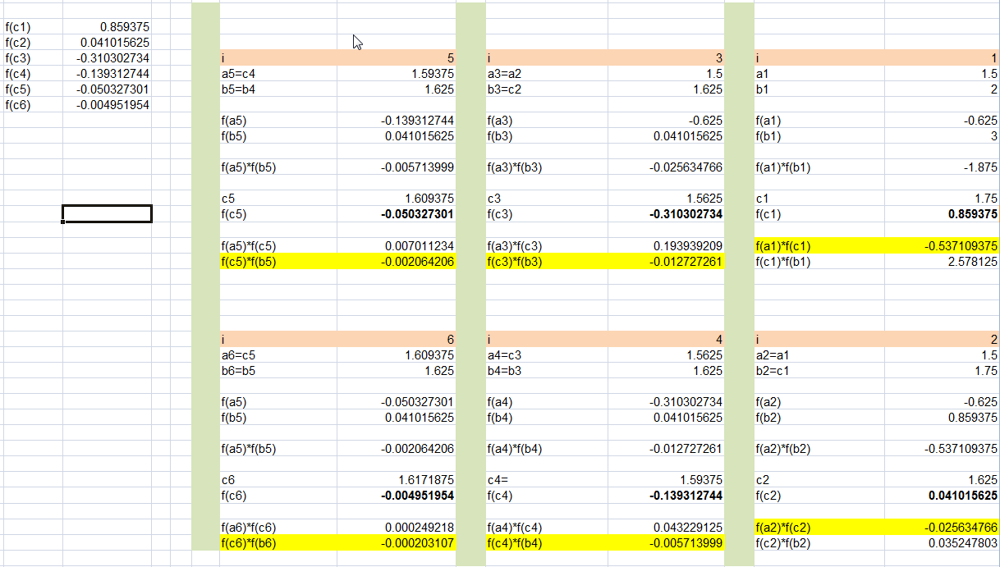 f(c1) 0.859375
f(c2) 0.041015625
f(c3) -0.310302734
f(c4) -0.139312744
f(c5) -0.050327301
f(c6) -0.004951954
i 5
a5=c4 1.59375
b5=b4 1.625
f(a5) -0.139312744
f(b5) 0.041015625
f(a5)*f(b5) -0.005713999
c5 1.609375
f(c5) -0.050327301
f(a5)*f(c5) 0.007011234
f(c5)*f(b5) -0.002064206
i 6
a6=c5 1.609375
b6=b5 1.625
f(a5) -0.050327301
f(b5) 0.041015625
f(a5)*f(b5) -0.002064206
c6 1.6171875
f(c6) -0.004951954
f(a6)*f(c6) 0.000249218
f(c6)*f(b6) -0.000203107
i 3
a3=a2 1.5
b3=c2 1.625
f(a3) -0.625
f(b3) 0.041015625
f(a3)*f(b3) -0.025634766
c3 1.5625
f(c3) -0.310302734
f(a3)*f(c3) 0.193939209
f(c3)*f(b3) -0.012727261
i 4
a4=c3 1.5625
b4=b3 1.625
f(a4) -0.310302734
f(b4) 0.041015625
f(a4)*f(b4) -0.012727261
c4= 1.59375
f(c4) -0.139312744
f(a4)*f(c4) 0.043229125
f(c4)*f(b4) -0.005713999
i 1
a1 1.5
b1 2
f(a1) -0.625
f(b1) 3
f(a1)*f(b1) -1.875
c1 1.75
f(c1) 0.859375
f(a1)*f(c1) -0.537109375
f(c1)*f(b1) 2.578125
i 2
a2=a1 1.5
b2=c1 1.75
f(a2) -0.625
f(b2) 0.859375
f(a2)*f(b2) -0.537109375
c2 1.625
f(c2) 0.041015625
f(a2)*f(c2) -0.025634766
f(c2)*f(b2) 0.035247803